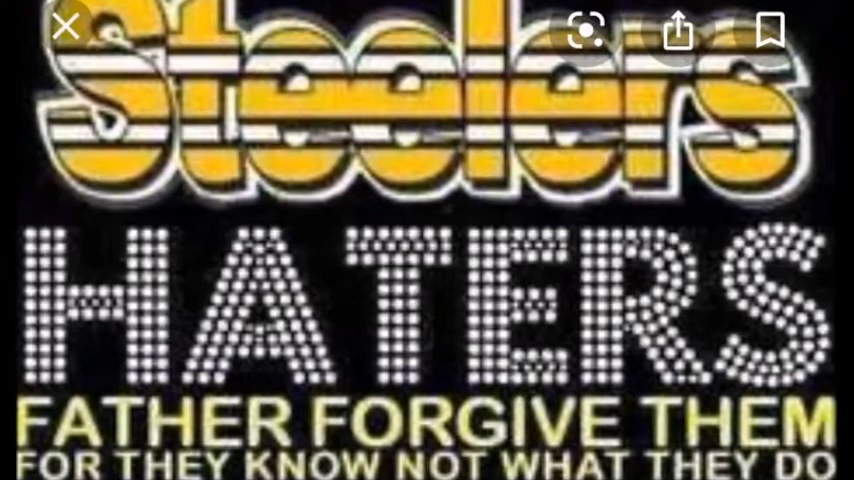 Steelers
HATERS
FATHER FORGIVE THEM
FOR THEY KNOW NOT WHAT THEY DO